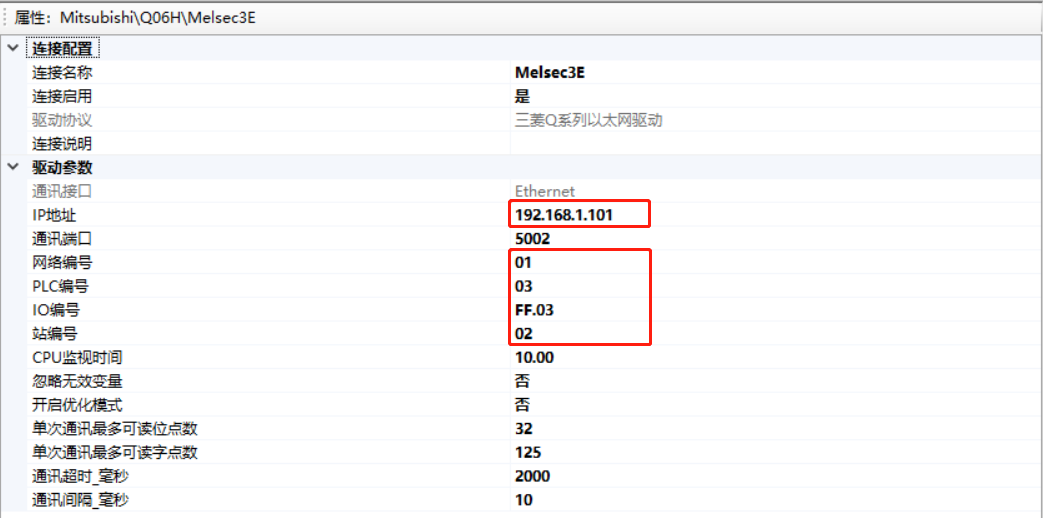 属性：Mitsubishi\Q06H\Melsec3E
连接配置
连接名称 Melsec3E
连接启用 是
驱动协议 三菱Q系列以太网驱动
连接说明
驱动参数
通讯接口 Ethernet
IP地址 192.168.1.101
通讯端口 5002
网络编号 01
PLC编号 03
IO编号 FF.03
站编号 02
CPU监视时间 10.00
忽略无效变量 否
开启优化模式 否
单次通讯最多可读位点数 32
单次通讯最多可读字点数 125
通讯超时_毫秒 2000
通讯间隔_毫秒 10